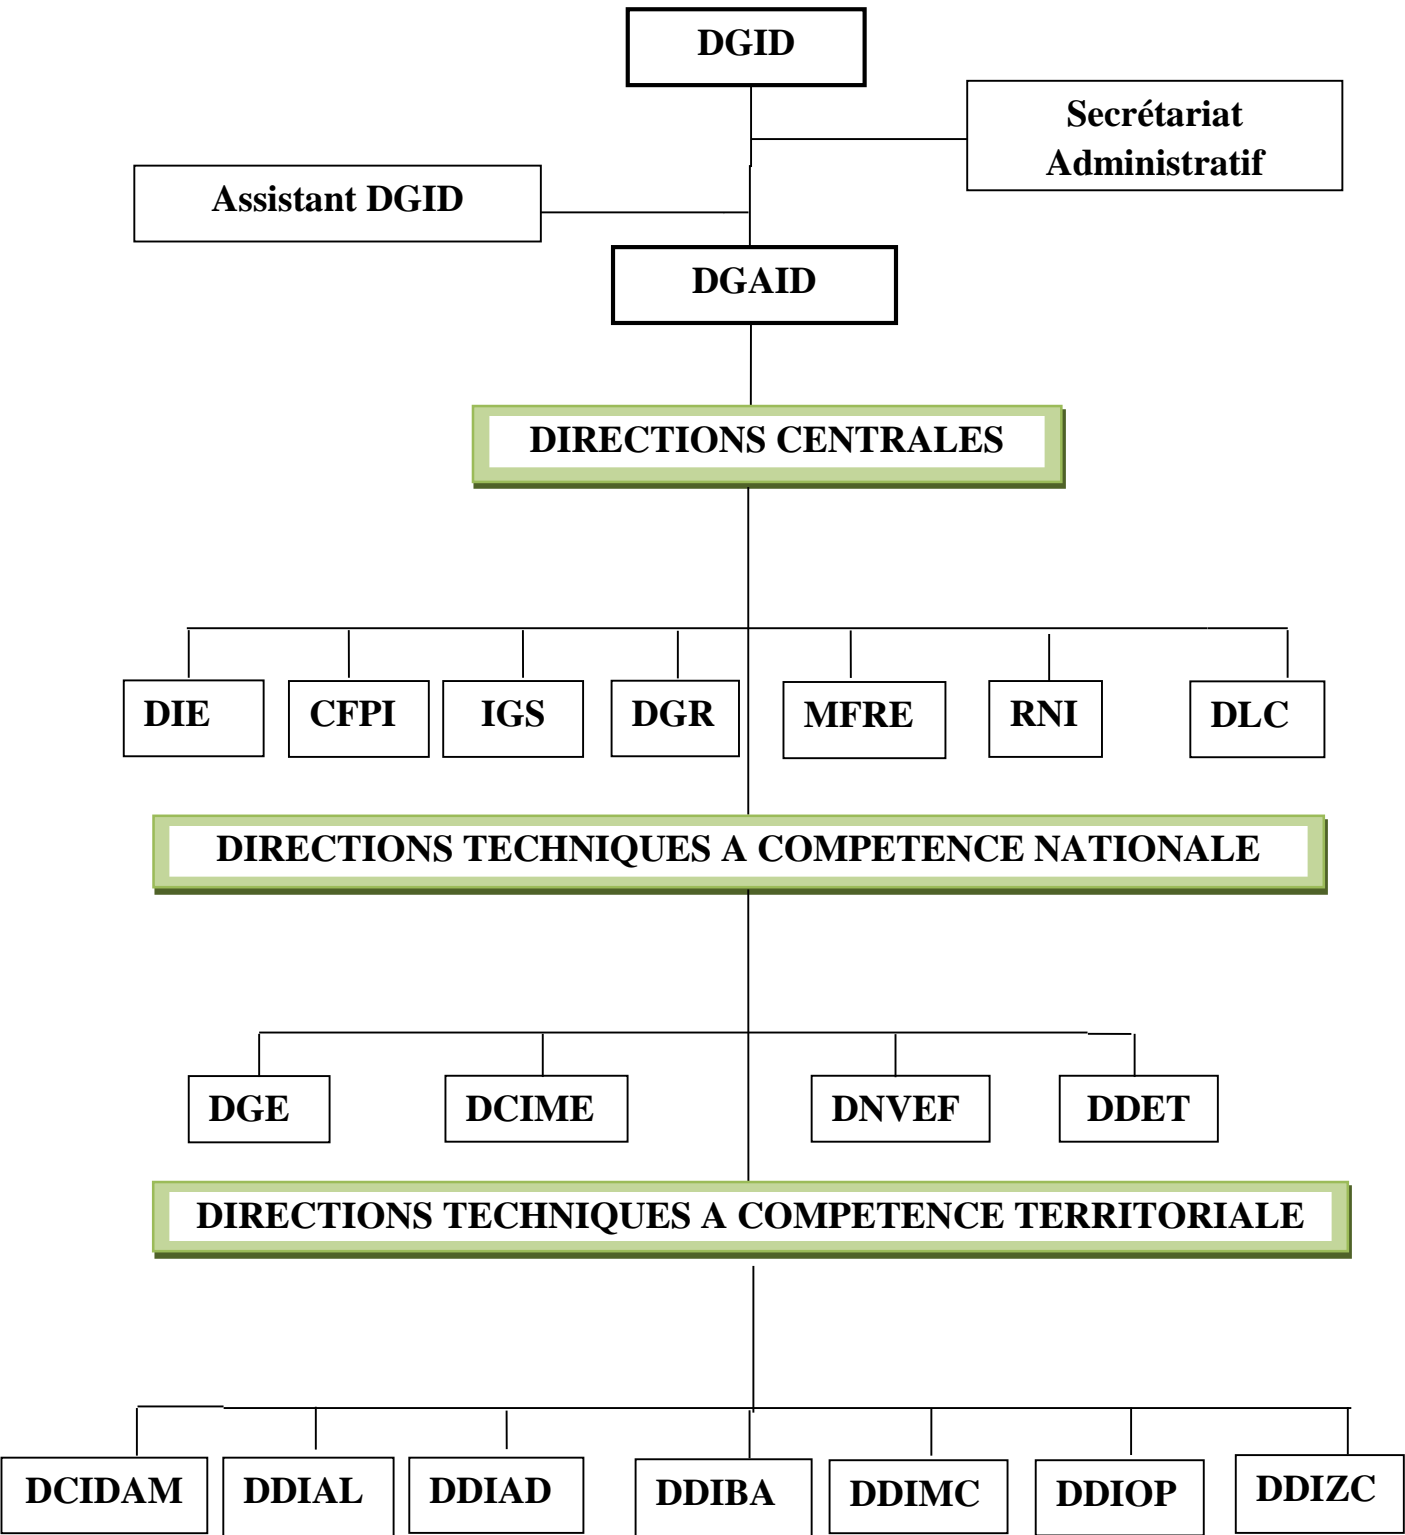 DGID
Secrétariat
Administratif
Assistant DGID
DGAID
DIRECTIONS CENTRALES
DIE
CFPI
IGS
DGR
MFRE
RNI
DLC
DIRECTIONS TECHNIQUES A COMPETENCE NATIONALE
DGE
DCIME
DNVEF
DDET
DIRECTIONS TECHNIQUES A COMPETENCE TERRITORIALE
DCIDAM
DDIAL
DDIAD
DDIBA
DDIMC
DDIOP
DDIZC